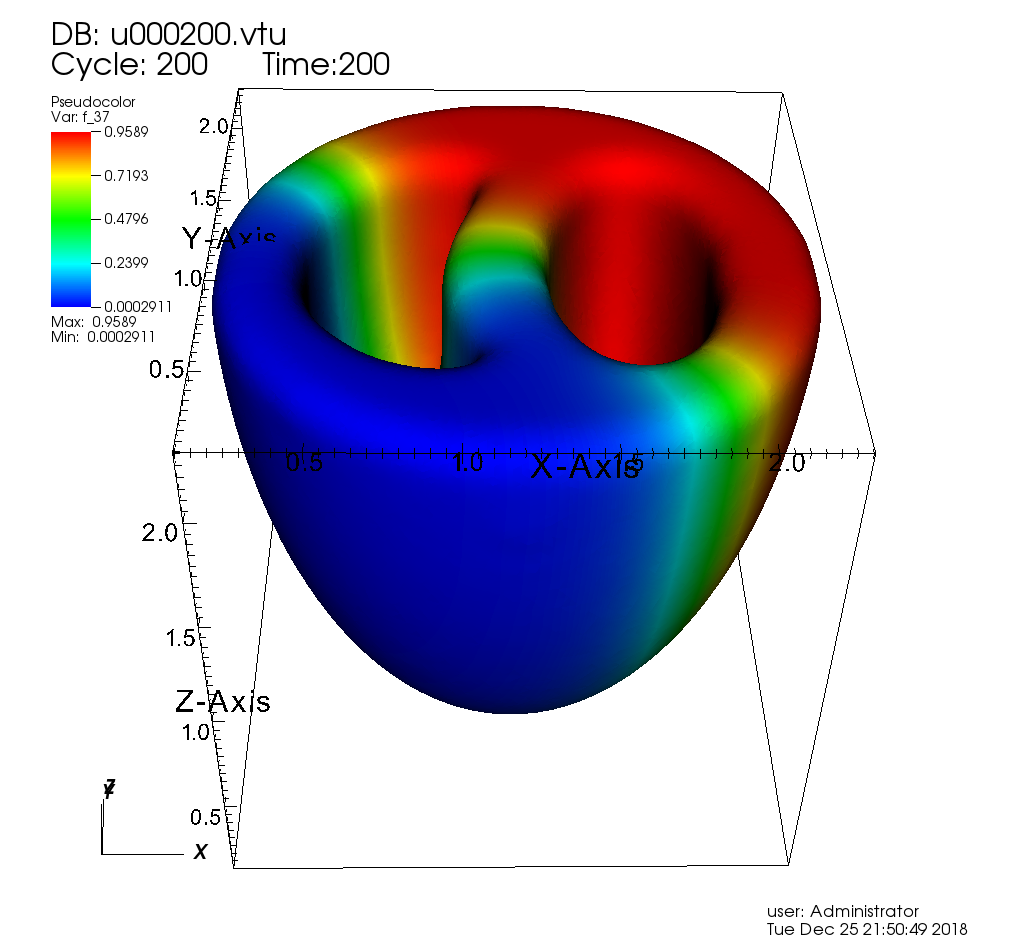 DB: u000200.vtu
Cycle: 200 Time:200
Pseudocolor
Var: f_37
0.9589
0.7193
0.4796
0.2399
0.0002911
Max: 0.9589
Min: 0.0002911
2.0
1.5
Y-Axis
1.0
0.5
0.5
1.0
X-Axis
2.0
2.0
1.5
Z-Axis
1.0
0.5
X
user: Administrator
Tue Dec 25 21:50:49 2018